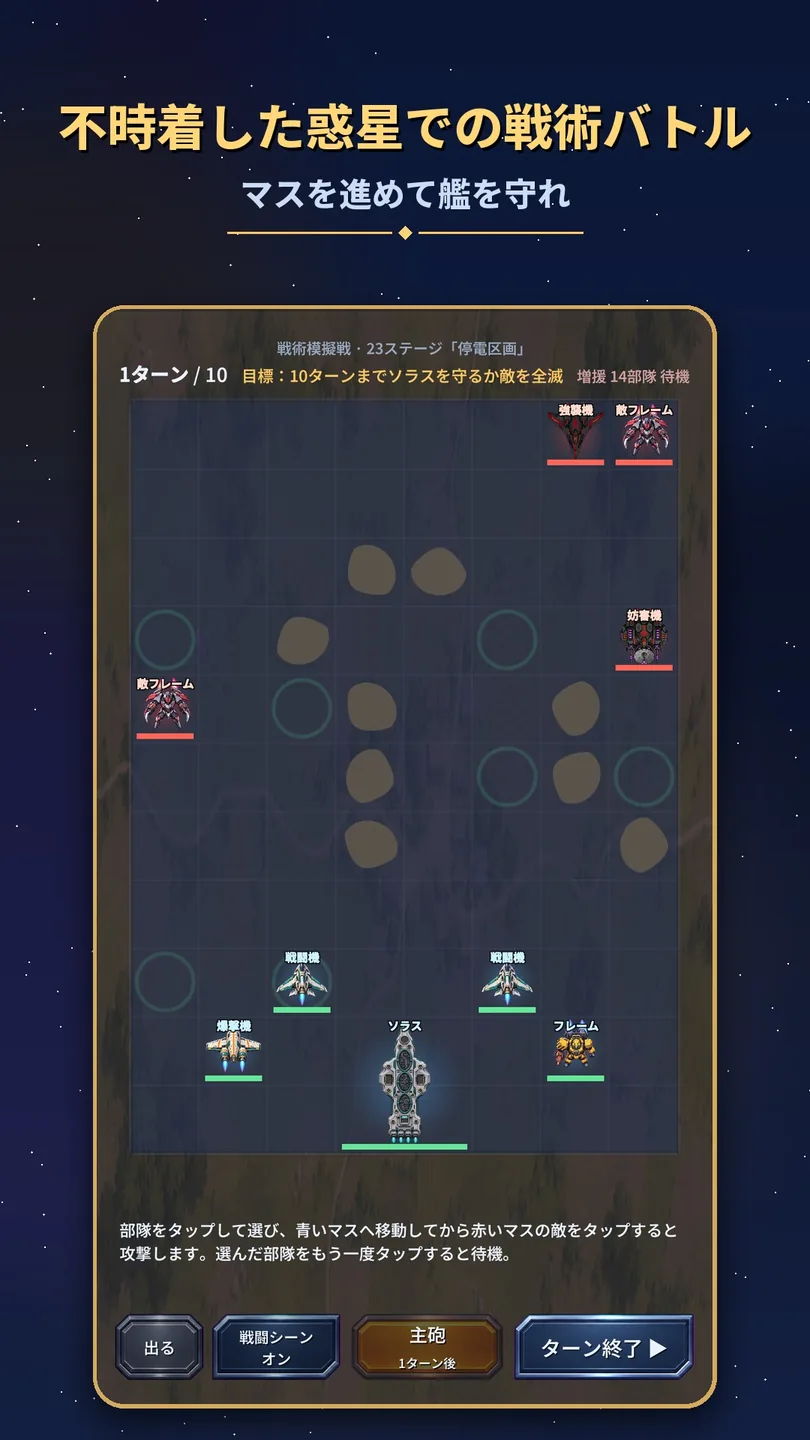 不時着した惑星での戦術バトル
マスを進めて艦を守れ
戦術模擬戦・23ステージ「停電区画」
1ターン / 10 目標：10ターンまでソラスを守るか敵を全滅 増援 14部隊 待機
強襲機 敵フレーム
妨害機
敵フレーム
戦闘機 戦闘機
爆撃機 ソラス フレーム
部隊をタップして選び、青いマスへ移動してから赤いマスの敵をタップすると
攻撃します。選んだ部隊をもう一度タップすると待機。
出る 戦闘シーン オン 主砲 1ターン後 ターン終了 ▶